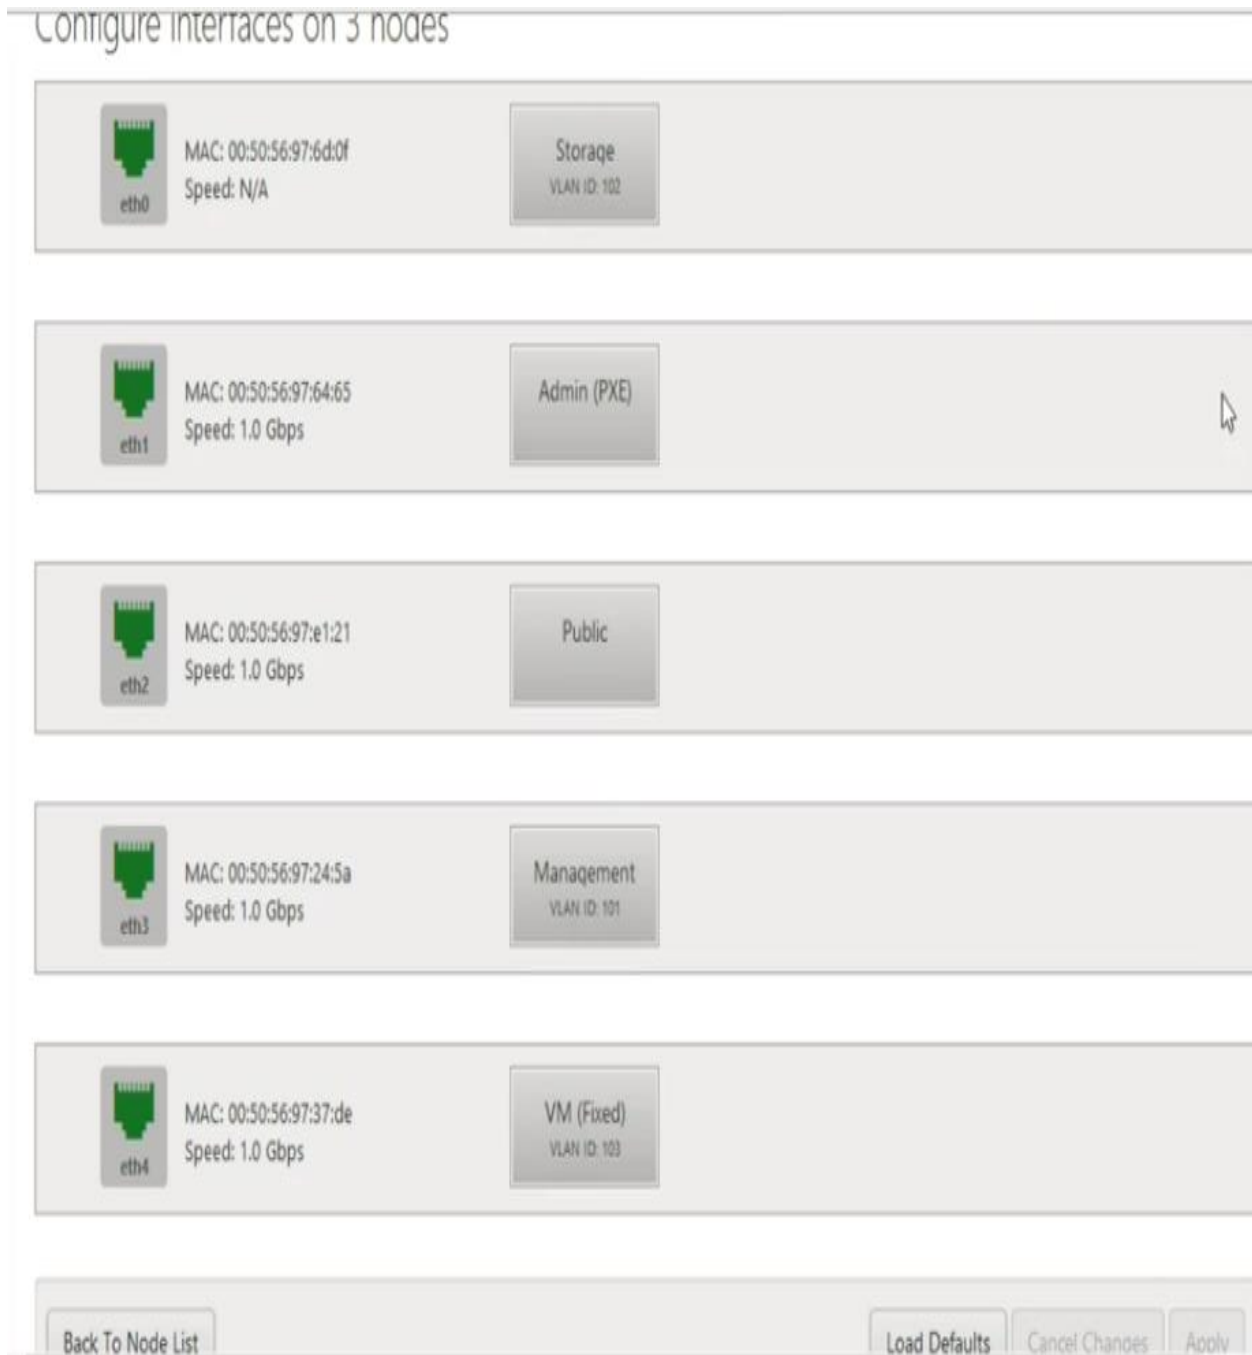 Configure interfaces on 3 nodes
eth0
MAC: 00:50:56:97:6d:0f
Speed: N/A
Storage
VLAN ID: 102
eth1
MAC: 00:50:56:97:64:65
Speed: 1.0 Gbps
Admin (PXE)
eth2
MAC: 00:50:56:97:e1:21
Speed: 1.0 Gbps
Public
eth3
MAC: 00:50:56:97:24:5a
Speed: 1.0 Gbps
Management
VLAN ID: 101
eth4
MAC: 00:50:56:97:37:de
Speed: 1.0 Gbps
VM (Fixed)
VLAN ID: 103
Back To Node List
Load Defaults
Cancel Changes
Apply